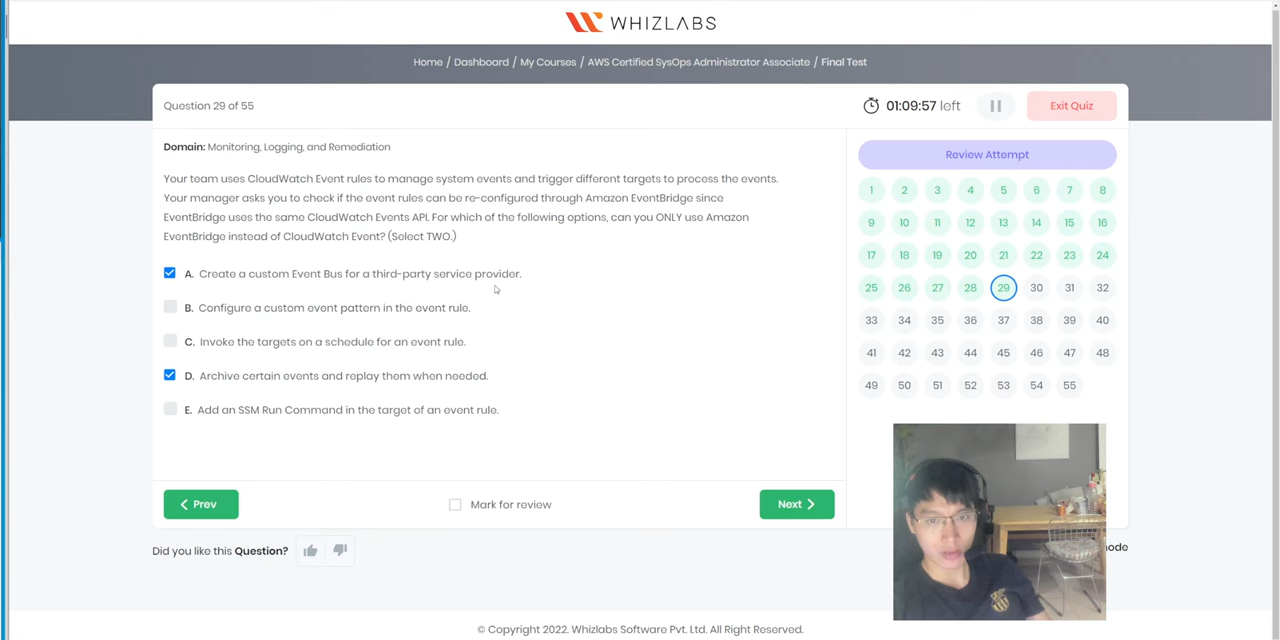 WHIZLABS
Home / Dashboard / My Courses / AWS Certified SysOps Administrator Associate / Final Test
Question 29 of 55
01:09:57 left
Exit Quiz
Domain: Monitoring, Logging, and Remediation
Your team uses CloudWatch Event rules to manage system events and trigger different targets to process the events.
Your manager asks you to check if the event rules can be re-configured through Amazon EventBridge since
EventBridge uses the same CloudWatch Events API. For which of the following options, can you ONLY use Amazon
EventBridge instead of CloudWatch Event? (Select TWO.)
A. Create a custom Event Bus for a third-party service provider.
B. Configure a custom event pattern in the event rule.
C. Invoke the targets on a schedule for an event rule.
D. Archive certain events and replay them when needed.
E. Add an SSM Run Command in the target of an event rule.
Prev
Mark for review
Next
Review Attempt
1 2 3 4 5 6 7 8
9 10 11 12 13 14 15 16
17 18 19 20 21 22 23 24
25 26 27 28 29 30 31 32
33 34 35 36 37 38 39 40
41 42 43 44 45 46 47 48
49 50 51 52 53 54 55
Did you like this Question?
© Copyright 2022. Whizlabs Software Pvt. Ltd. All Right Reserved.